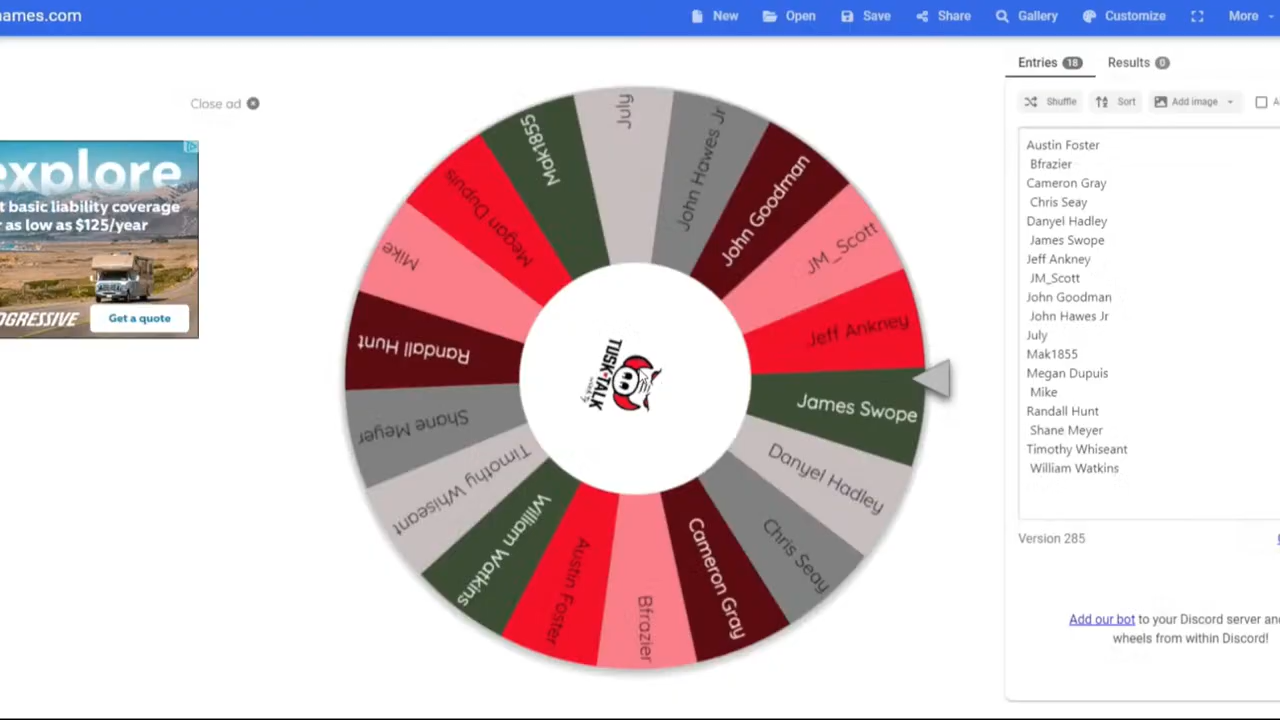 ames.com
New
Open
Save
Share
Gallery
Customize
More
Close ad
explore
t basic liability coverage
r as low as $125/year
OGRESSIVE
Get a quote
July
John Hawes Jr
John Goodman
JM_Scott
Jeff Ankney
James Swope
Danyel Hadley
Chris Seay
Cameron Gray
Bfrazier
Austin Foster
William Watkins
Timothy Whiseant
Shane Meyer
Randall Hunt
Mike
Megan Dupuis
Mak1855
TUSK TALK
Entries 18
Results 0
Shuffle
Sort
Add image
A
Austin Foster
Bfrazier
Cameron Gray
Chris Seay
Danyel Hadley
James Swope
Jeff Ankney
JM_Scott
John Goodman
John Hawes Jr
July
Mak1855
Megan Dupuis
Mike
Randall Hunt
Shane Meyer
Timothy Whiseant
William Watkins
Version 285
Add our bot to your Discord server and
wheels from within Discord!